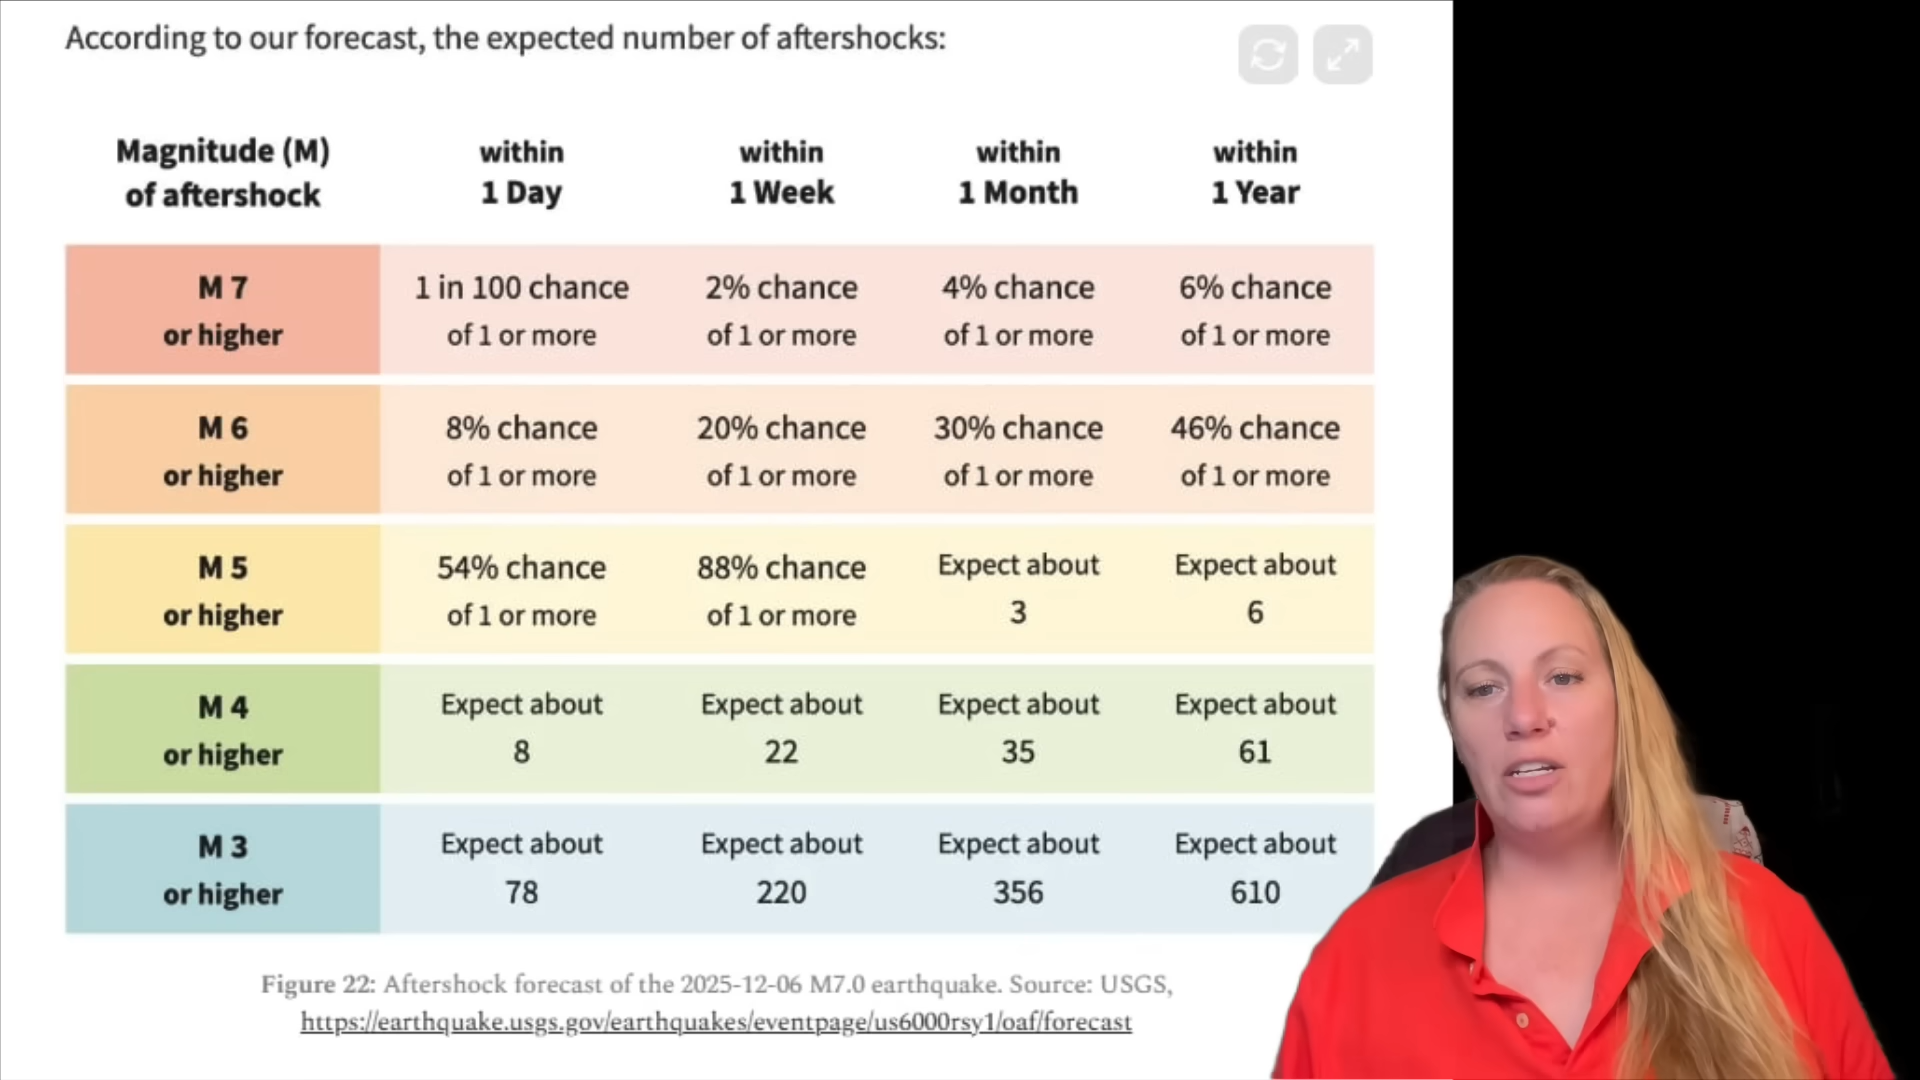 According to our forecast, the expected number of aftershocks:
Magnitude (M) within within within within
of aftershock 1 Day 1 Week 1 Month 1 Year
M 7 1 in 100 chance 2% chance 4% chance 6% chance
or higher of 1 or more of 1 or more of 1 or more of 1 or more
M 6 8% chance 20% chance 30% chance 46% chance
or higher of 1 or more of 1 or more of 1 or more of 1 or more
M 5 54% chance 88% chance Expect about Expect about
or higher of 1 or more of 1 or more 3 6
M 4 Expect about Expect about Expect about Expect about
or higher 8 22 35 61
M 3 Expect about Expect about Expect about Expect about
or higher 78 220 356 610
Figure 22: Aftershock forecast of the 2025-12-06 M7.0 earthquake. Source: USGS,
https://earthquake.usgs.gov/earthquakes/eventpage/us6000rsy1/oaf/forecast